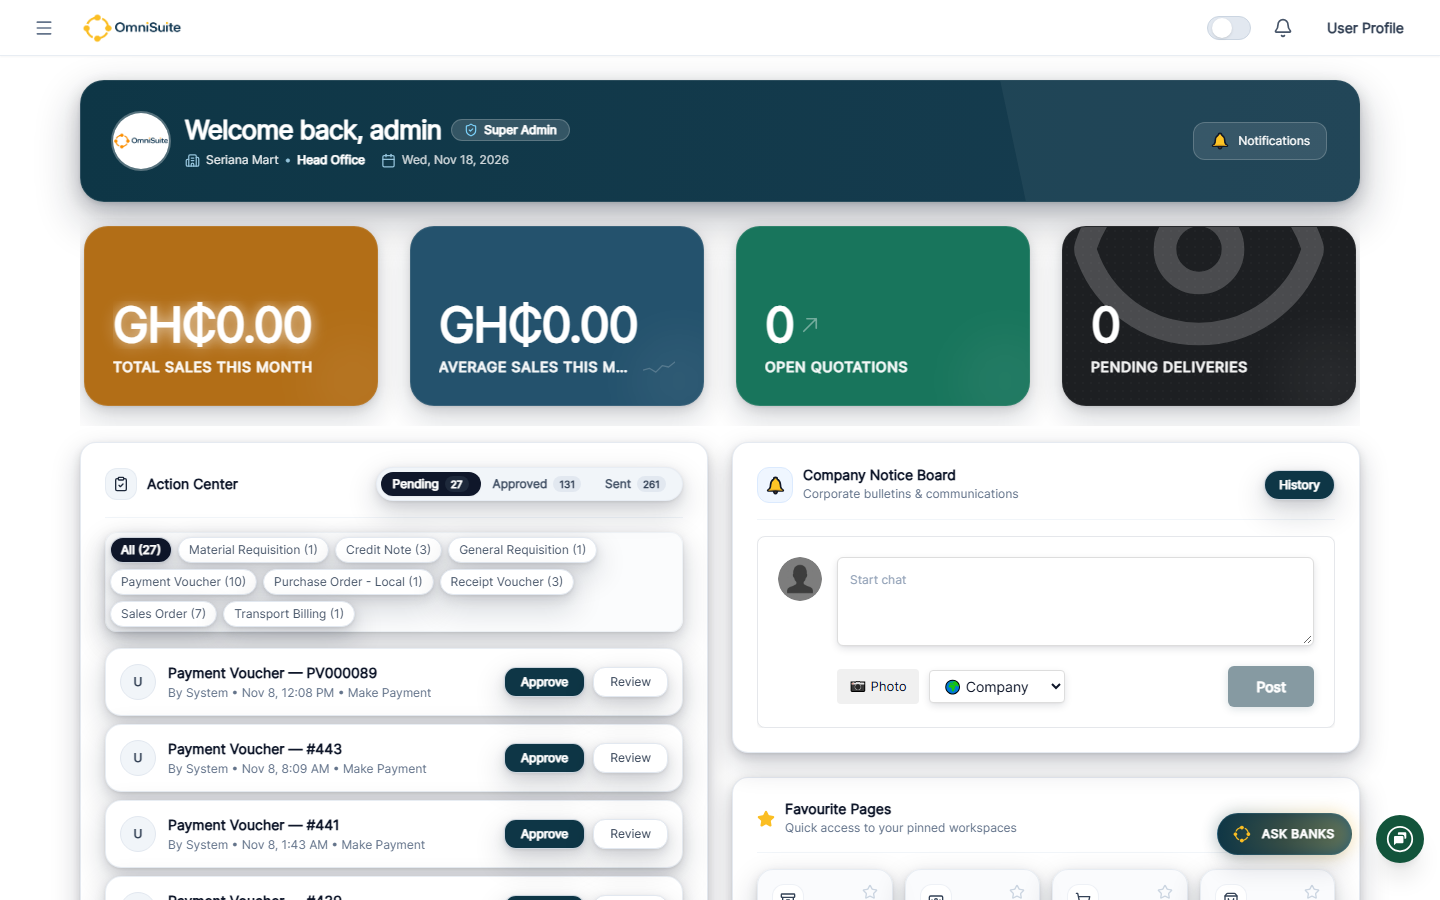 OmniSuite
User Profile
OmniSuite
Welcome back, admin
Super Admin
Seriana Mart • Head Office
Wed, Nov 18, 2026
Notifications
GH₵0.00
TOTAL SALES THIS MONTH
GH₵0.00
AVERAGE SALES THIS M...
0
OPEN QUOTATIONS
0
PENDING DELIVERIES
Action Center
Pending 27
Approved 131
Sent 261
All (27)
Material Requisition (1)
Credit Note (3)
General Requisition (1)
Payment Voucher (10)
Purchase Order - Local (1)
Receipt Voucher (3)
Sales Order (7)
Transport Billing (1)
U
Payment Voucher — PV000089
By System • Nov 8, 12:08 PM • Make Payment
Approve
Review
U
Payment Voucher — #443
By System • Nov 8, 8:09 AM • Make Payment
Approve
Review
U
Payment Voucher — #441
By System • Nov 8, 1:43 AM • Make Payment
Approve
Review
Company Notice Board
Corporate bulletins & communications
History
Start chat
Photo
Company
Post
Favourite Pages
Quick access to your pinned workspaces
ASK BANKS